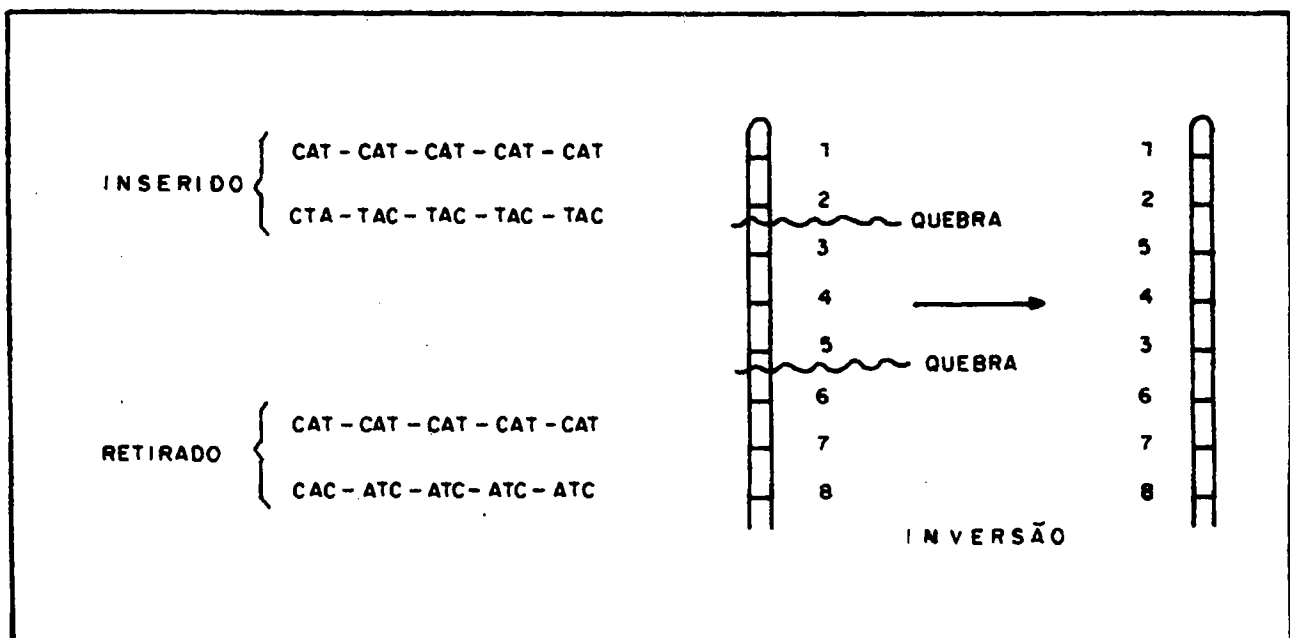 INSERIDO
CAT - CAT - CAT - CAT - CAT
CTA - TAC - TAC - TAC - TAC
RETIRADO
CAT - CAT - CAT - CAT - CAT
CAC - ATC - ATC - ATC - ATC
1
2
QUEBRA
3
4
5
QUEBRA
6
7
8
1
2
5
4
3
6
7
8
INVERSÃO